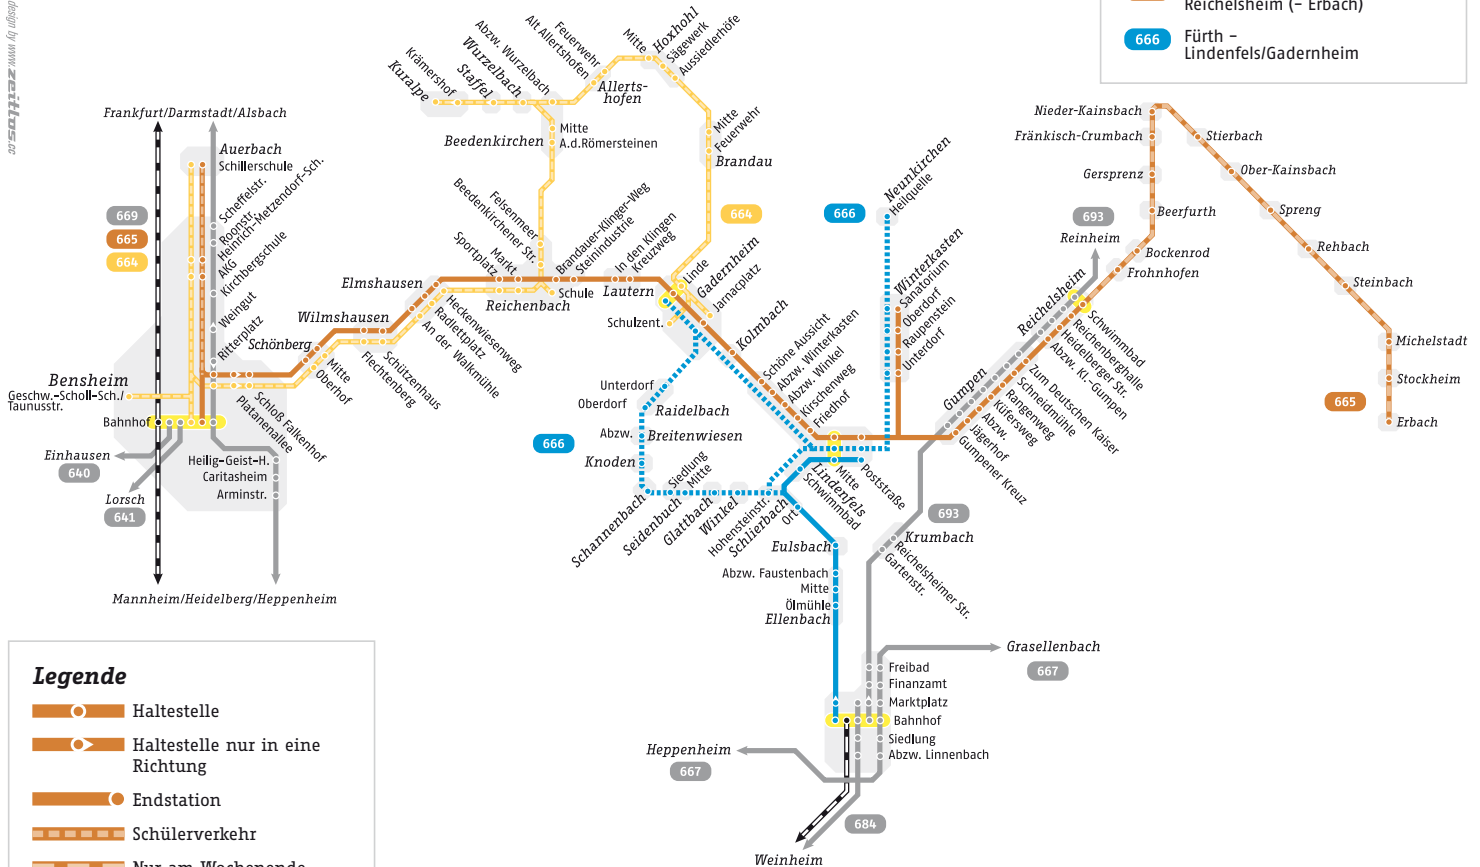 design by www.zeitlos.cc
Reichelsheim (– Erbach)
666
Fürth –
Lindenfels/Gadernheim
Frankfurt/Darmstadt/Alsbach
Auerbach
Schillerschule
Scheffelstr.
Roonstr.
Heinrich-Metzendorf-Sch.
AKG
Kirchbergschule
Weingut
Ritterplatz
669
665
664
Bensheim
Geschw.-Scholl-Sch./
Taunusstr.
Bahnhof
Einhausen
640
Lorsch
641
Mannheim/Heidelberg/Heppenheim
Heilig-Geist-H.
Caritasheim
Arminstr.
Platanenallee
Schloß Falkenhof
Schönberg
Mitte
Oberhof
Wilmshausen
Flechtenberg
Schützenhaus
Elmshausen
An der Walkmühle
Radlettplatz
Heckenwiesenweg
Kuralpe
Krämershof
Staffel
Wurzelbach
Abzw. Wurzelbach
Alt Allertshofen
Feuerwehr
Allerts-
hofen
Mitte
Hoxhohl
Sägewerk
Aussiedlerhöfe
Mitte
Feuerwehr
Brandau
664
Beedenkirchen
Mitte
A.d.Römersteinen
Felsenmeer
Beedenkirchener Str.
Sportplatz
Markt
Reichenbach
Schule
Brandauer-Klinger-Weg
Steinindustrie
In den Klingen
Kreuzweg
Lautern
Linde
Gadernheim
Jarnacplatz
Schulzent.
Kolmbach
Schöne Aussicht
Abzw. Winterkasten
Abzw. Winkel
Kirschenweg
Friedhof
666
Neunkirchen
Heilquelle
Winterkasten
Sanatorium
Oberdorf
Raupenstein
Unterdorf
Unterdorf
Oberdorf
Raidelbach
Abzw.
Breitenwiesen
Knoden
666
Schannenbach
Siedlung
Mitte
Seidenbuch
Glattbach
Winkel
Hohensteinstr.
Schlierbach
Ort
Lindenfels
Schwimmbad
Mitte
Poststraße
Eulsbach
Abzw. Faustenbach
Mitte
Ölmühle
Ellenbach
Gumpen
Gumpener Kreuz
Jägerhof
Abzw.
Küfersweg
Rangenweg
Schneidmühle
Zum Deutschen Kaiser
Abzw. Kl.-Gumpen
Heidelberger Str.
Reichenberghalle
Schwimmbad
Reichelsheim
693
Reinheim
Frohnhofen
Bockenrod
Beerfurth
Gersprenz
Fränkisch-Crumbach
Nieder-Kainsbach
Stierbach
Ober-Kainsbach
Spreng
Rehbach
Steinbach
Michelstadt
Stockheim
Erbach
665
693
Krumbach
Reichelsheimer Str.
Gartenstr.
Grasellenbach
667
Freibad
Finanzamt
Marktplatz
Bahnhof
Siedlung
Abzw. Linnenbach
Heppenheim
667
684
Weinheim
Legende
Haltestelle
Haltestelle nur in eine
Richtung
Endstation
Schülerverkehr
Nur am Wochenende